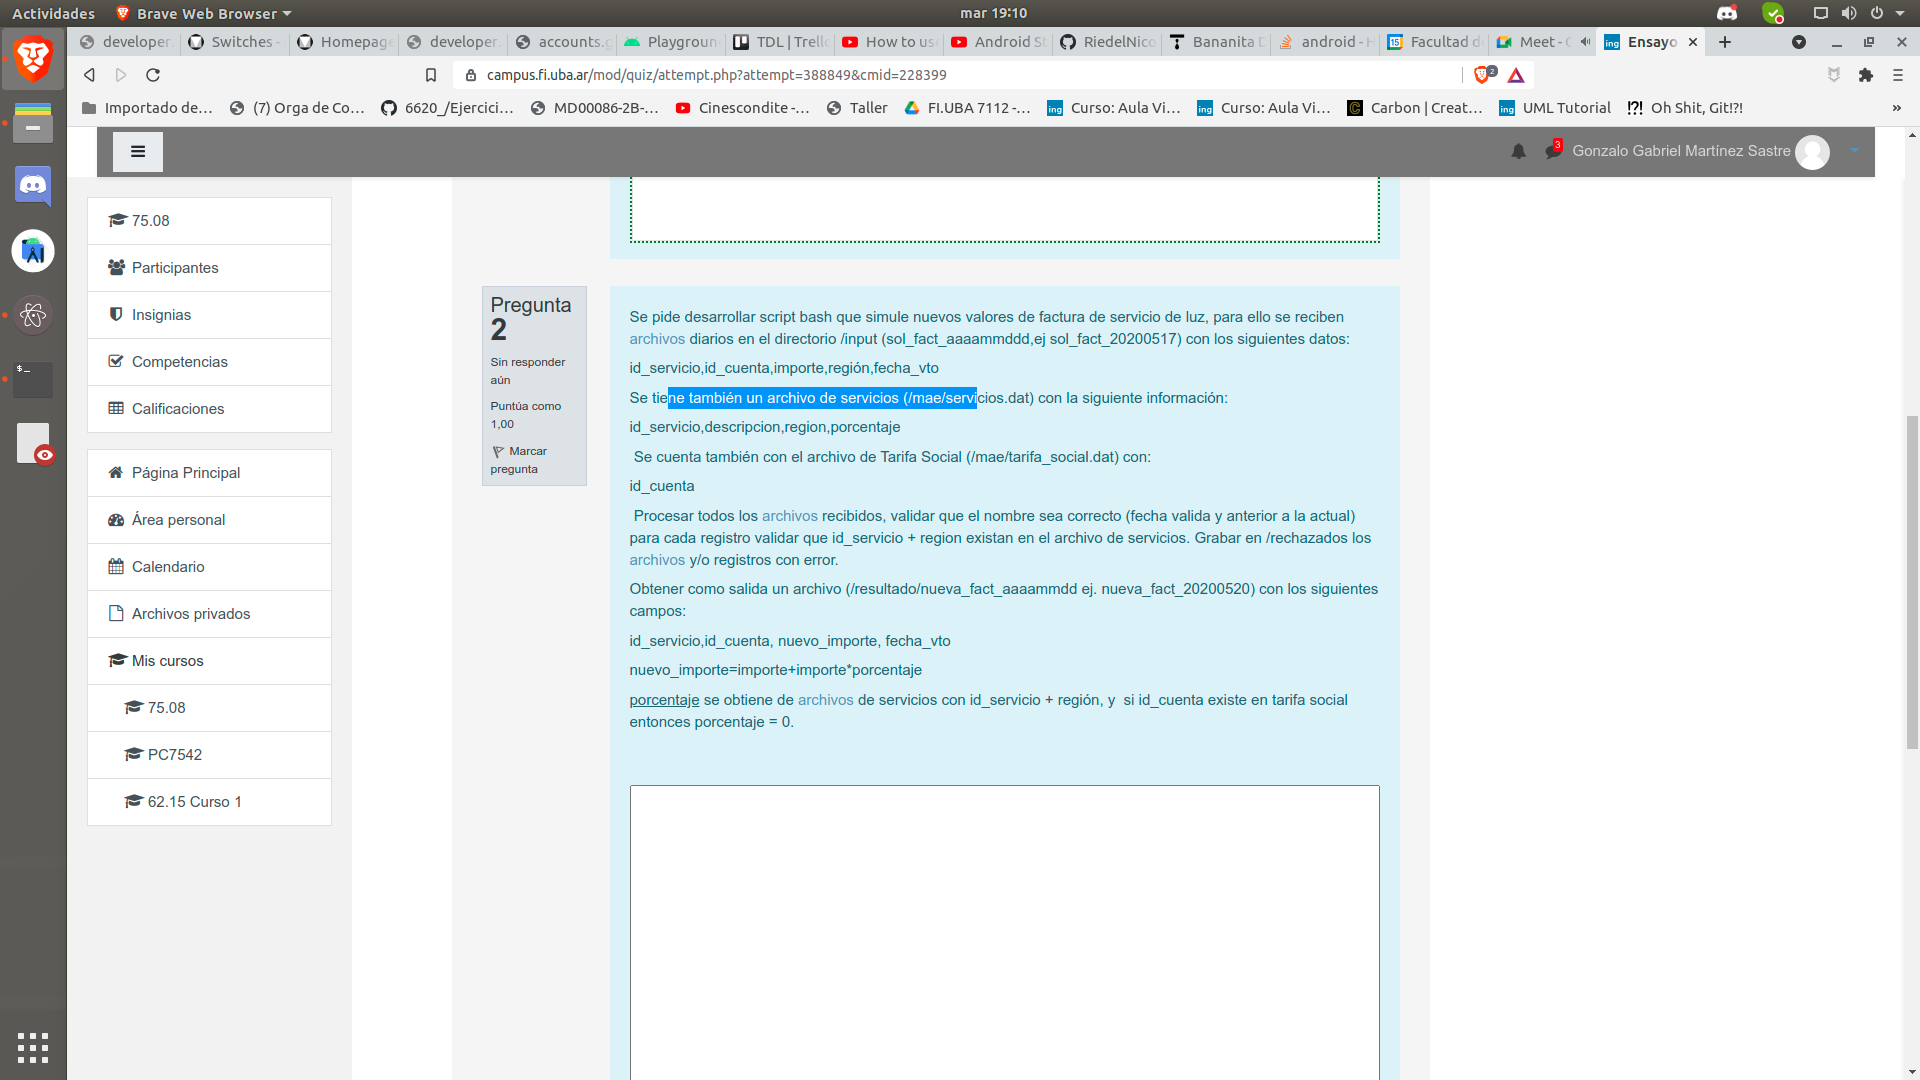 Actividades
Brave Web Browser
mar 19:10
developer.
Switches -
Homepage
developer.
accounts.g
Playgroun
TDL | Trell
How to us
Android St
RiedelNico
Bananita D
android - H
Facultad d
Meet - C
Ensayo
campus.fi.uba.ar/mod/quiz/attempt.php?attempt=388849&cmid=228399
2
Importado de...
(7) Orga de Co...
6620_/Ejercici...
MD00086-2B-...
Cinescondite -...
Taller
FI.UBA 7112 -...
Curso: Aula Vi...
Curso: Aula Vi...
Carbon | Creat...
UML Tutorial
Oh Shit, Git!?!
»
3
Gonzalo Gabriel Martínez Sastre
75.08
Participantes
Insignias
Competencias
Calificaciones
Página Principal
Área personal
Calendario
Archivos privados
Mis cursos
75.08
PC7542
62.15 Curso 1
Pregunta
2
Sin responder
aún
Puntúa como
1,00
Marcar
pregunta
Se pide desarrollar script bash que simule nuevos valores de factura de servicio de luz, para ello se reciben
archivos diarios en el directorio /input (sol_fact_aaaammddd,ej sol_fact_20200517) con los siguientes datos:
id_servicio,id_cuenta,importe,región,fecha_vto
Se tiene también un archivo de servicios (/mae/servicios.dat) con la siguiente información:
id_servicio,descripcion,region,porcentaje
Se cuenta también con el archivo de Tarifa Social (/mae/tarifa_social.dat) con:
id_cuenta
Procesar todos los archivos recibidos, validar que el nombre sea correcto (fecha valida y anterior a la actual)
para cada registro validar que id_servicio + region existan en el archivo de servicios. Grabar en /rechazados los
archivos y/o registros con error.
Obtener como salida un archivo (/resultado/nueva_fact_aaaammdd ej. nueva_fact_20200520) con los siguientes
campos:
id_servicio,id_cuenta, nuevo_importe, fecha_vto
nuevo_importe=importe+importe*porcentaje
porcentaje se obtiene de archivos de servicios con id_servicio + región, y  si id_cuenta existe en tarifa social
entonces porcentaje = 0.